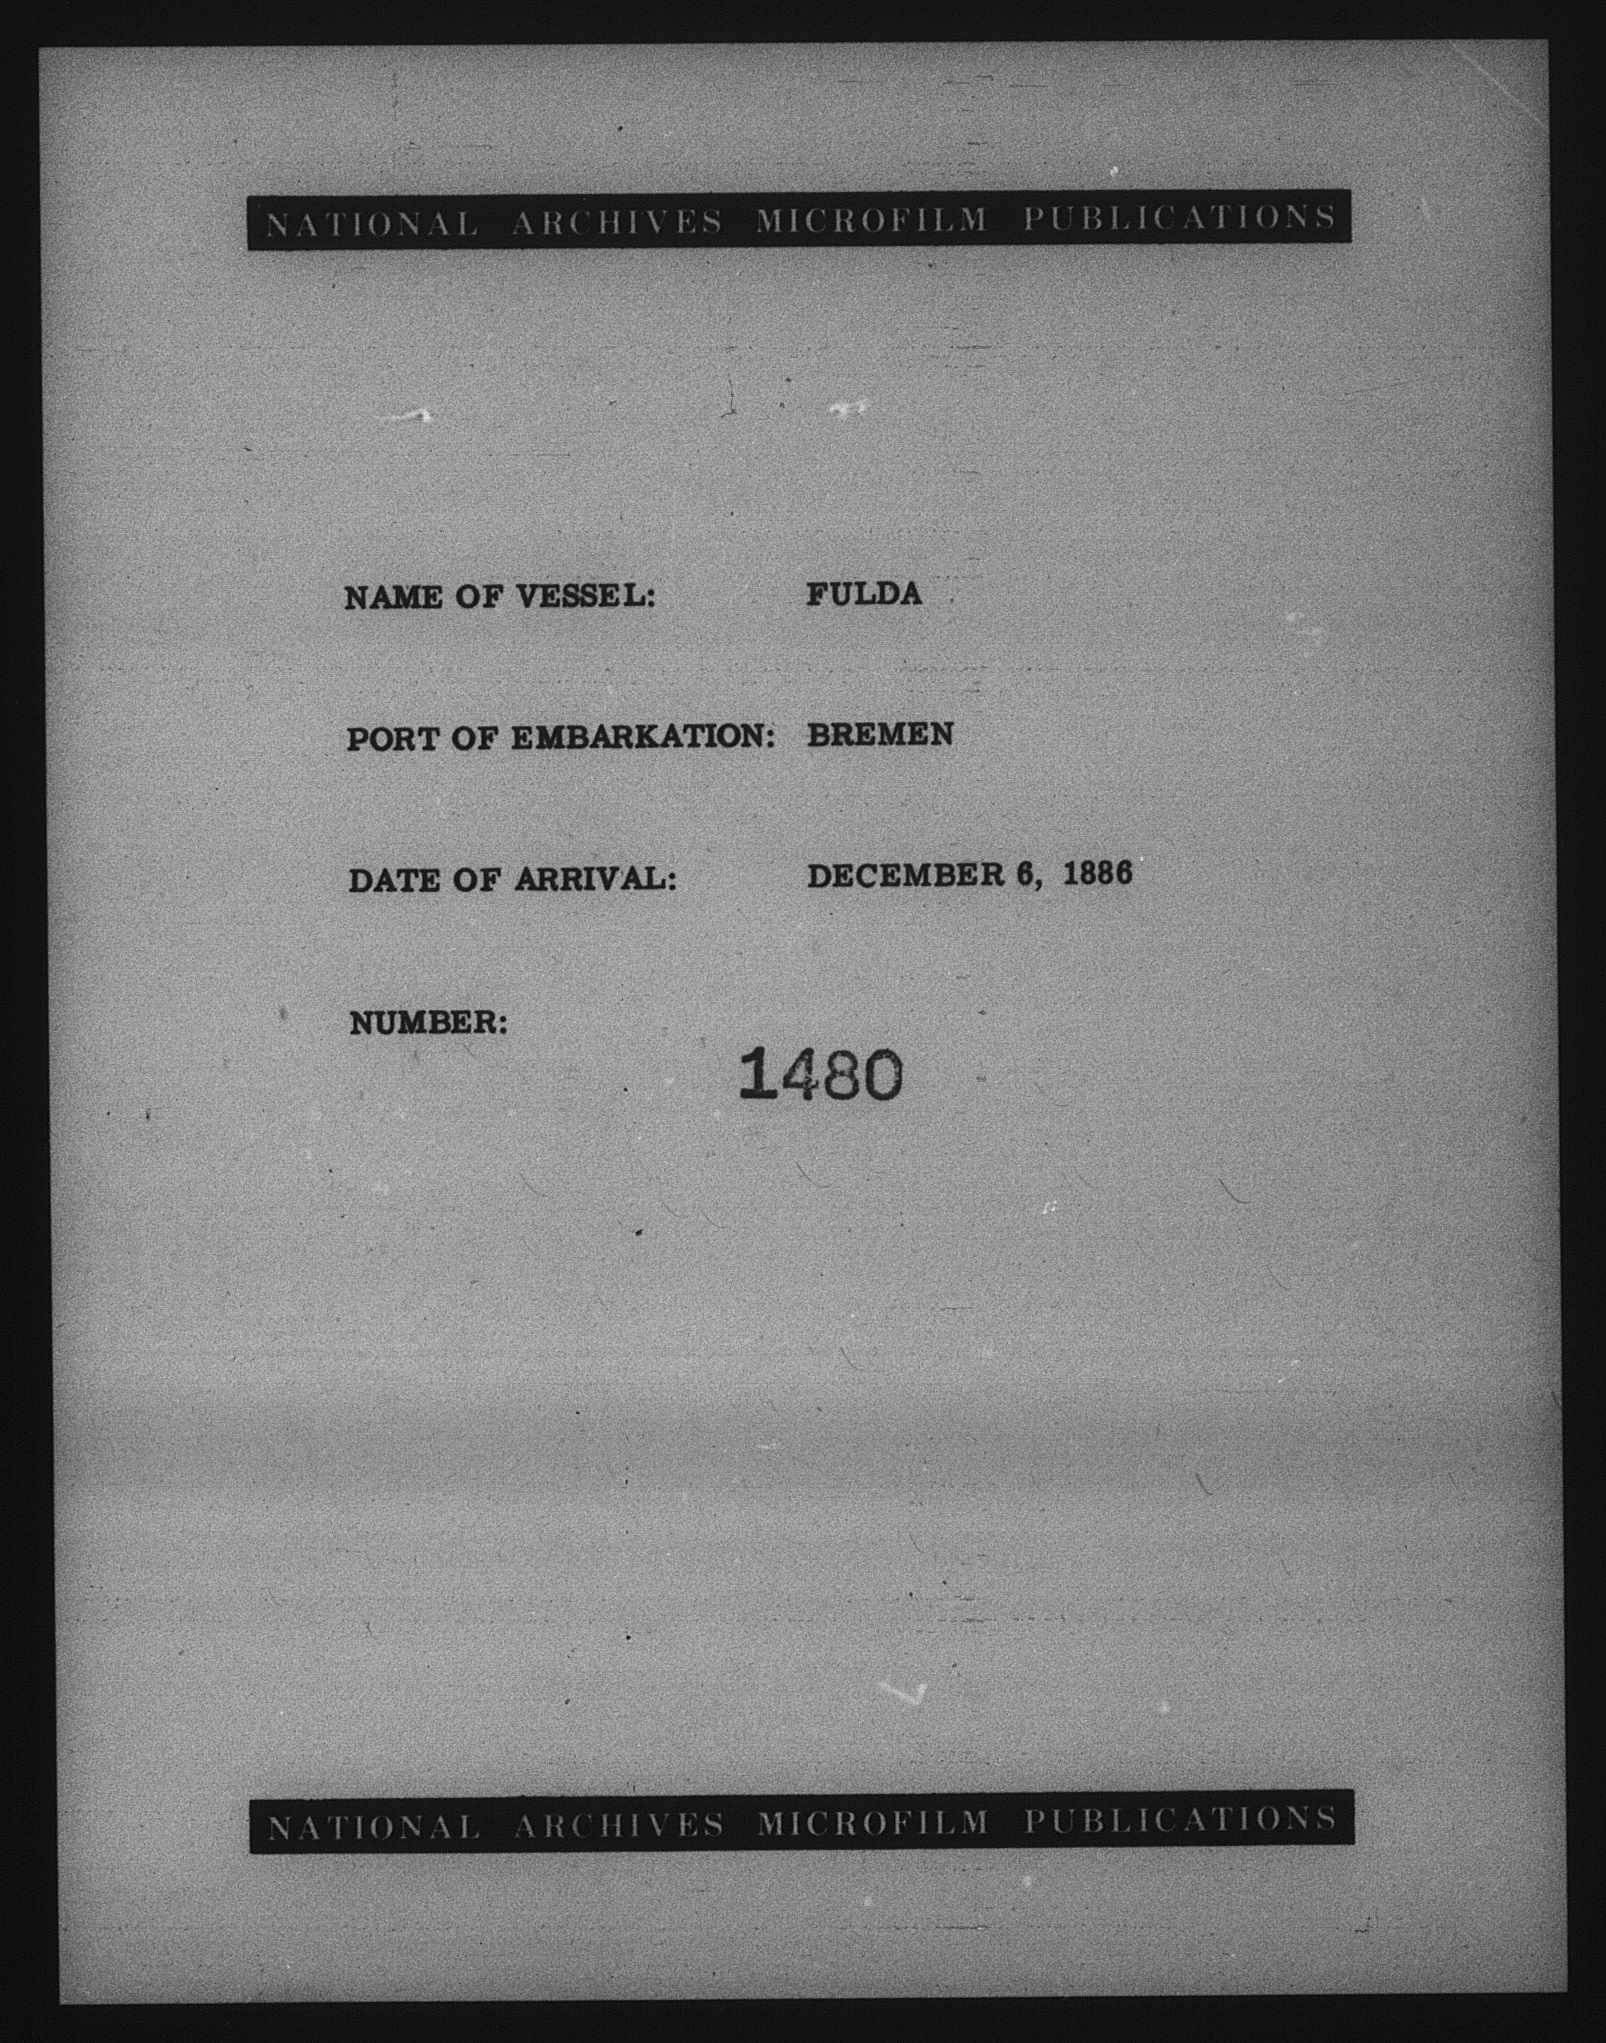 NATIONAL ARCHIVES MICROFILM PUBLICATIONS
NAME OF VESSEL: FULDA
PORT OF EMBARKATION: BREMEN
DATE OF ARRIVAL: DECEMBER 6, 1886
NUMBER:
1480
NATIONAL ARCHIVES MICROFILM PUBLICATIONS